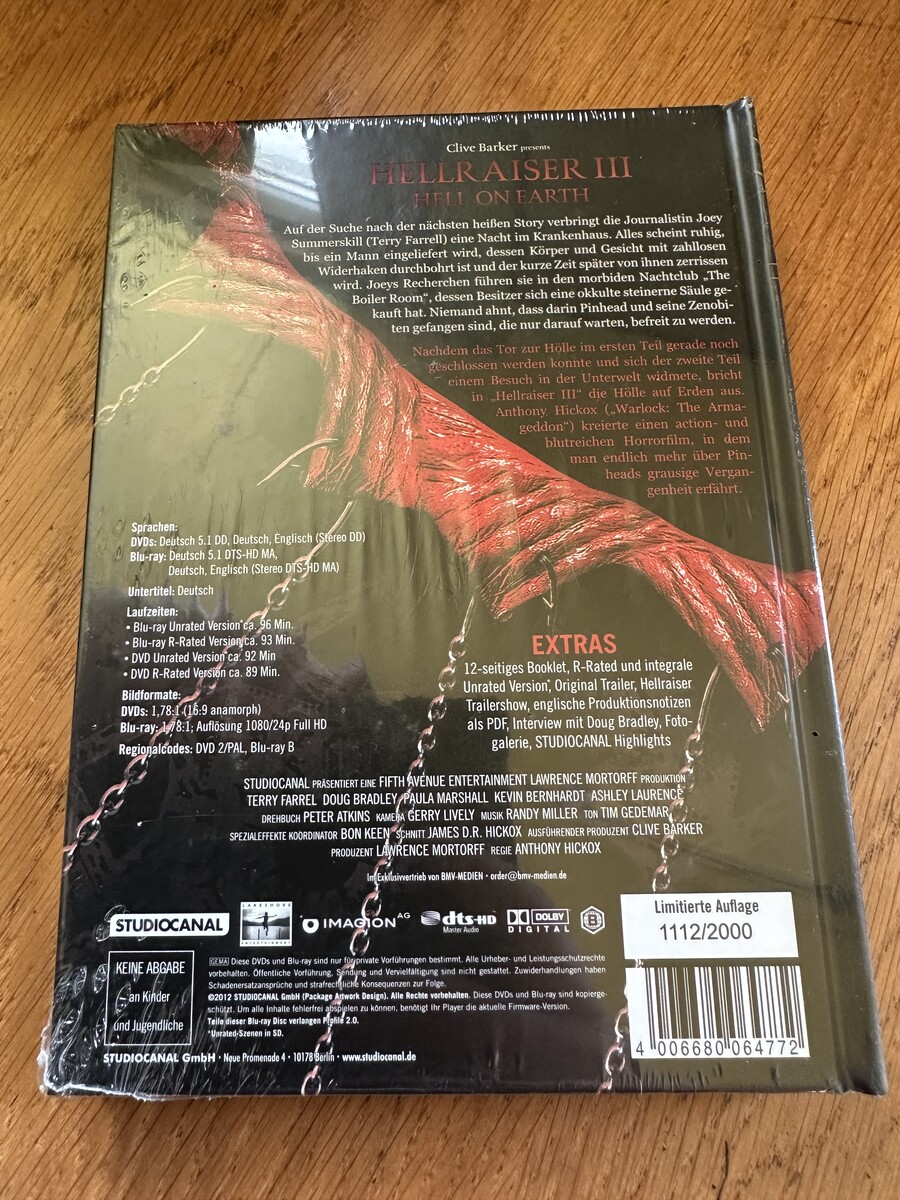 Clive Barker presents
HELLRAISER III
HELL ON EARTH
Auf der Suche nach der nächsten heißen Story verbringt die Journalistin Joey
Summerskill (Terry Farrell) eine Nacht im Krankenhaus. Alles scheint ruhig,
bis ein Mann eingeliefert wird, dessen Körper und Gesicht mit zahllosen
Widerhaken durchbohrt ist und der kurze Zeit später von ihnen zerrissen
wird. Joeys Recherchen führen sie in den morbiden Nachtclub „The
Boiler Room“, dessen Besitzer sich eine okkulte steinerne Säule ge-
kauft hat. Niemand ahnt, dass darin Pinhead und seine Zenobi-
ten gefangen sind, die nur darauf warten, befreit zu werden.
Nachdem das Tor zur Hölle im ersten Teil gerade noch
geschlossen werden konnte und sich der zweite Teil
einem Besuch in der Unterwelt widmete, bricht
in „Hellraiser III“ die Hölle auf Erden aus.
Anthony Hickox („Warlock: The Arma-
geddon“) kreierte einen action- und
blutreichen Horrorfilm, in dem
man endlich mehr über Pin-
heads grausige Vergan-
genheit erfährt.
Sprachen:
DVDs: Deutsch 5.1 DD, Deutsch, Englisch (Stereo DD)
Blu-ray: Deutsch 5.1 DTS-HD MA,
Deutsch, Englisch (Stereo DTS-HD MA)
Untertitel: Deutsch
Laufzeiten:
• Blu-ray Unrated Version* ca. 96 Min.
• Blu-ray R-Rated Version ca. 93 Min.
• DVD Unrated Version ca. 92 Min
• DVD R-Rated Version ca. 89 Min.
Bildformate:
DVDs: 1,78:1 (16:9 anamorph)
Blu-ray: 1,78:1; Auflösung 1080/24p Full HD
Regionalcodes: DVD 2/PAL, Blu-ray B
EXTRAS
12-seitiges Booklet, R-Rated und integrale
Unrated Version*, Original Trailer, Hellraiser
Trailershow, englische Produktionsnotizen
als PDF, Interview mit Doug Bradley, Foto-
galerie, STUDIOCANAL Highlights
STUDIOCANAL PRÄSENTIERT EINE FIFTH AVENUE ENTERTAINMENT LAWRENCE MORTORFF PRODUKTION
TERRY FARREL DOUG BRADLEY PAULA MARSHALL KEVIN BERNHARDT ASHLEY LAURENCE
DREHBUCH PETER ATKINS KAMERA GERRY LIVELY MUSIK RANDY MILLER TON TIM GEDEMAR
SPEZIALEFFEKTE KOORDINATOR BON KEEN SCHNITT JAMES D.R. HICKOX AUSFÜHRENDER PRODUZENT CLIVE BARKER
PRODUZENT LAWRENCE MORTORFF REGIE ANTHONY HICKOX
Im Exklusivvertrieb von BMV-MEDIEN • order@bmv-medien.de
STUDIOCANAL
LAKESHORE ENTERTAINMENT
IMAGION AG
dts-HD Master Audio
DOLBY DIGITAL
B
Limitierte Auflage
1112/2000
KEINE ABGABE
an Kinder
und Jugendliche
GEMA Diese DVDs und Blu-ray sind nur für private Vorführungen bestimmt. Alle Urheber- und Leistungsschutzrechte
vorbehalten. Öffentliche Vorführung, Sendung und Vervielfältigung sind nicht gestattet. Zuwiderhandlungen haben
Schadenersatzansprüche und strafrechtliche Konsequenzen zur Folge.
©2012 STUDIOCANAL GmbH (Package Artwork Design). Alle Rechte vorbehalten. Diese DVDs und Blu-ray sind kopierge-
schützt. Um alle Inhalte fehlerfrei abspielen zu können, benötigt Ihr Player die aktuelle Firmware-Version.
Teile dieser Blu-ray Disc verlangen Profile 2.0.
*Unrated-Szenen in SD.
STUDIOCANAL GmbH • Neue Promenade 4 • 10178 Berlin • www.studiocanal.de
4 006680 064772